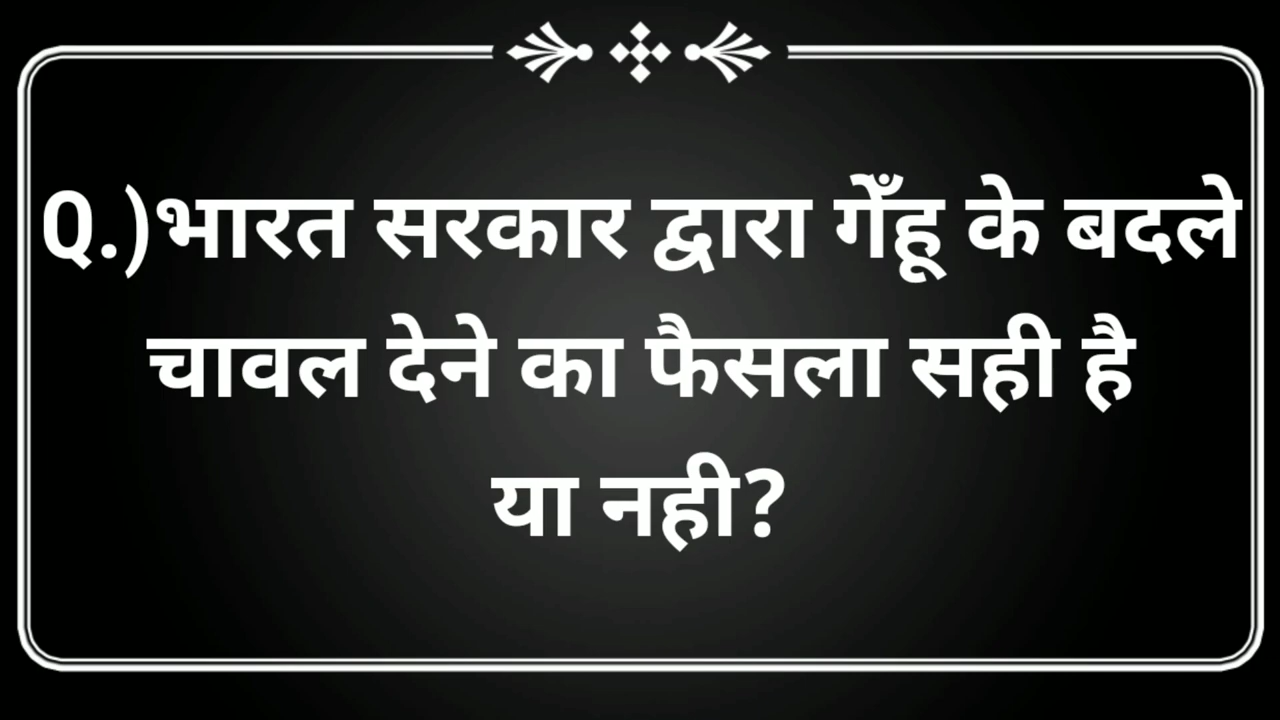 Q.)भारत सरकार द्वारा गेँहू के बदले
चावल देने का फैसला सही है
या नही?